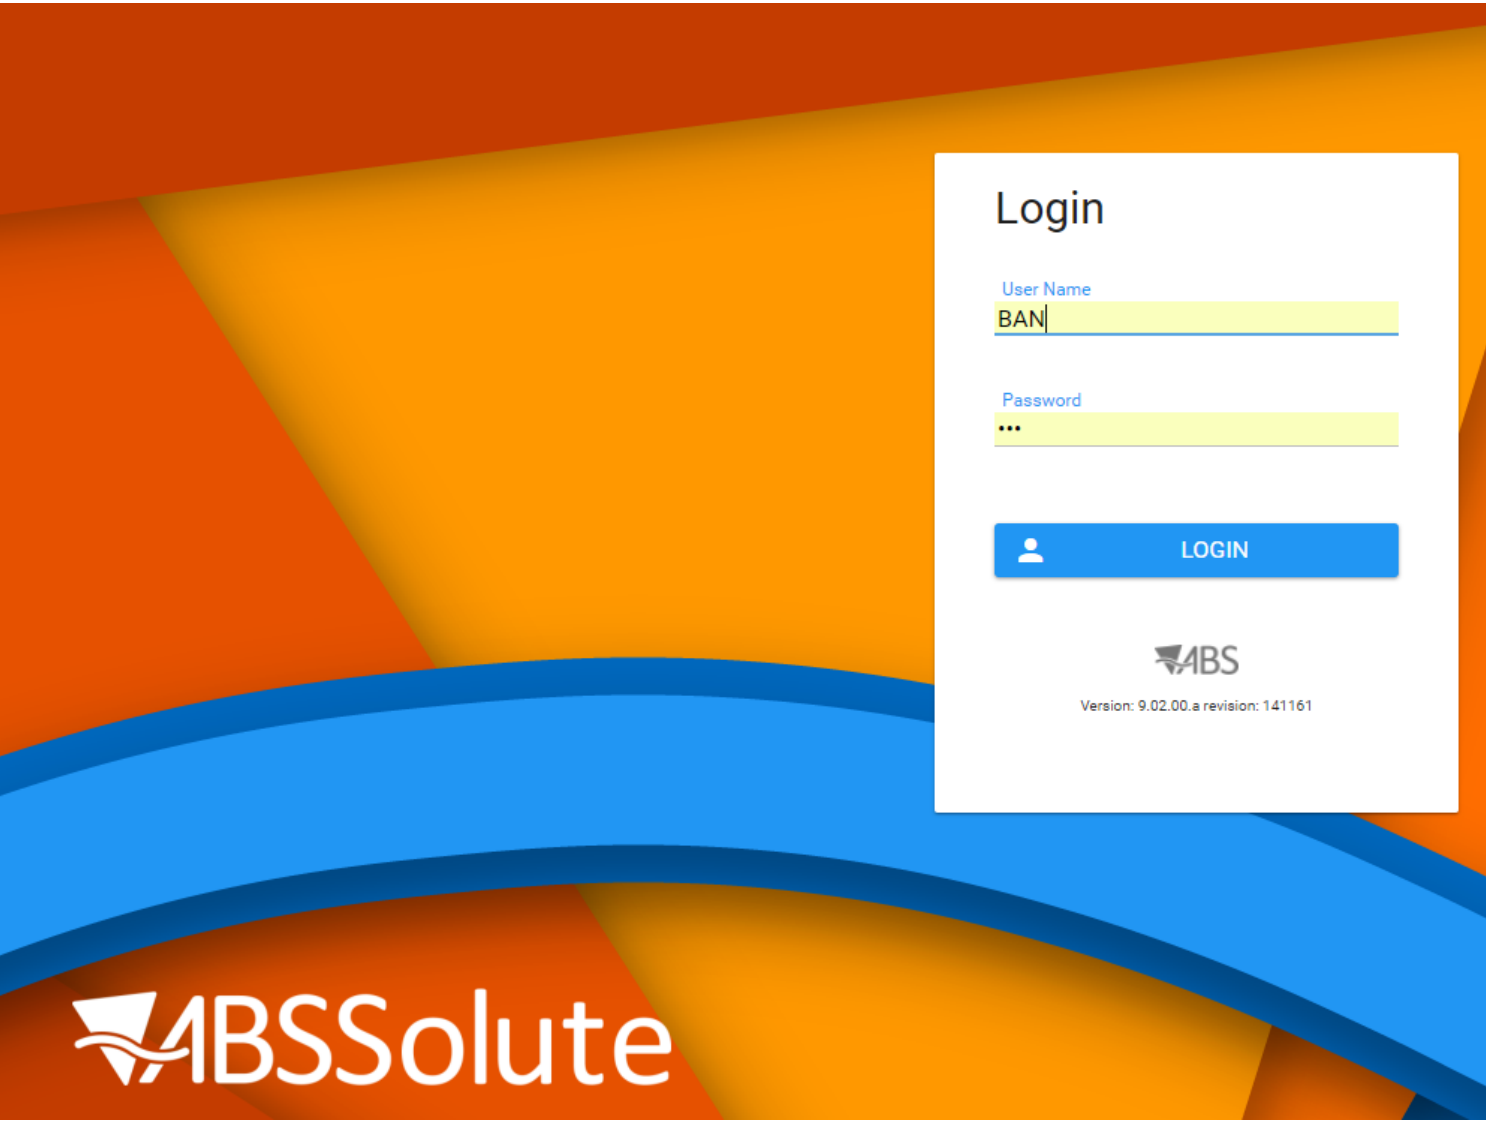 Login
User Name
BAN
Password
•••
LOGIN
ABS
Version: 9.02.00.a revision: 141161
ABSSolute